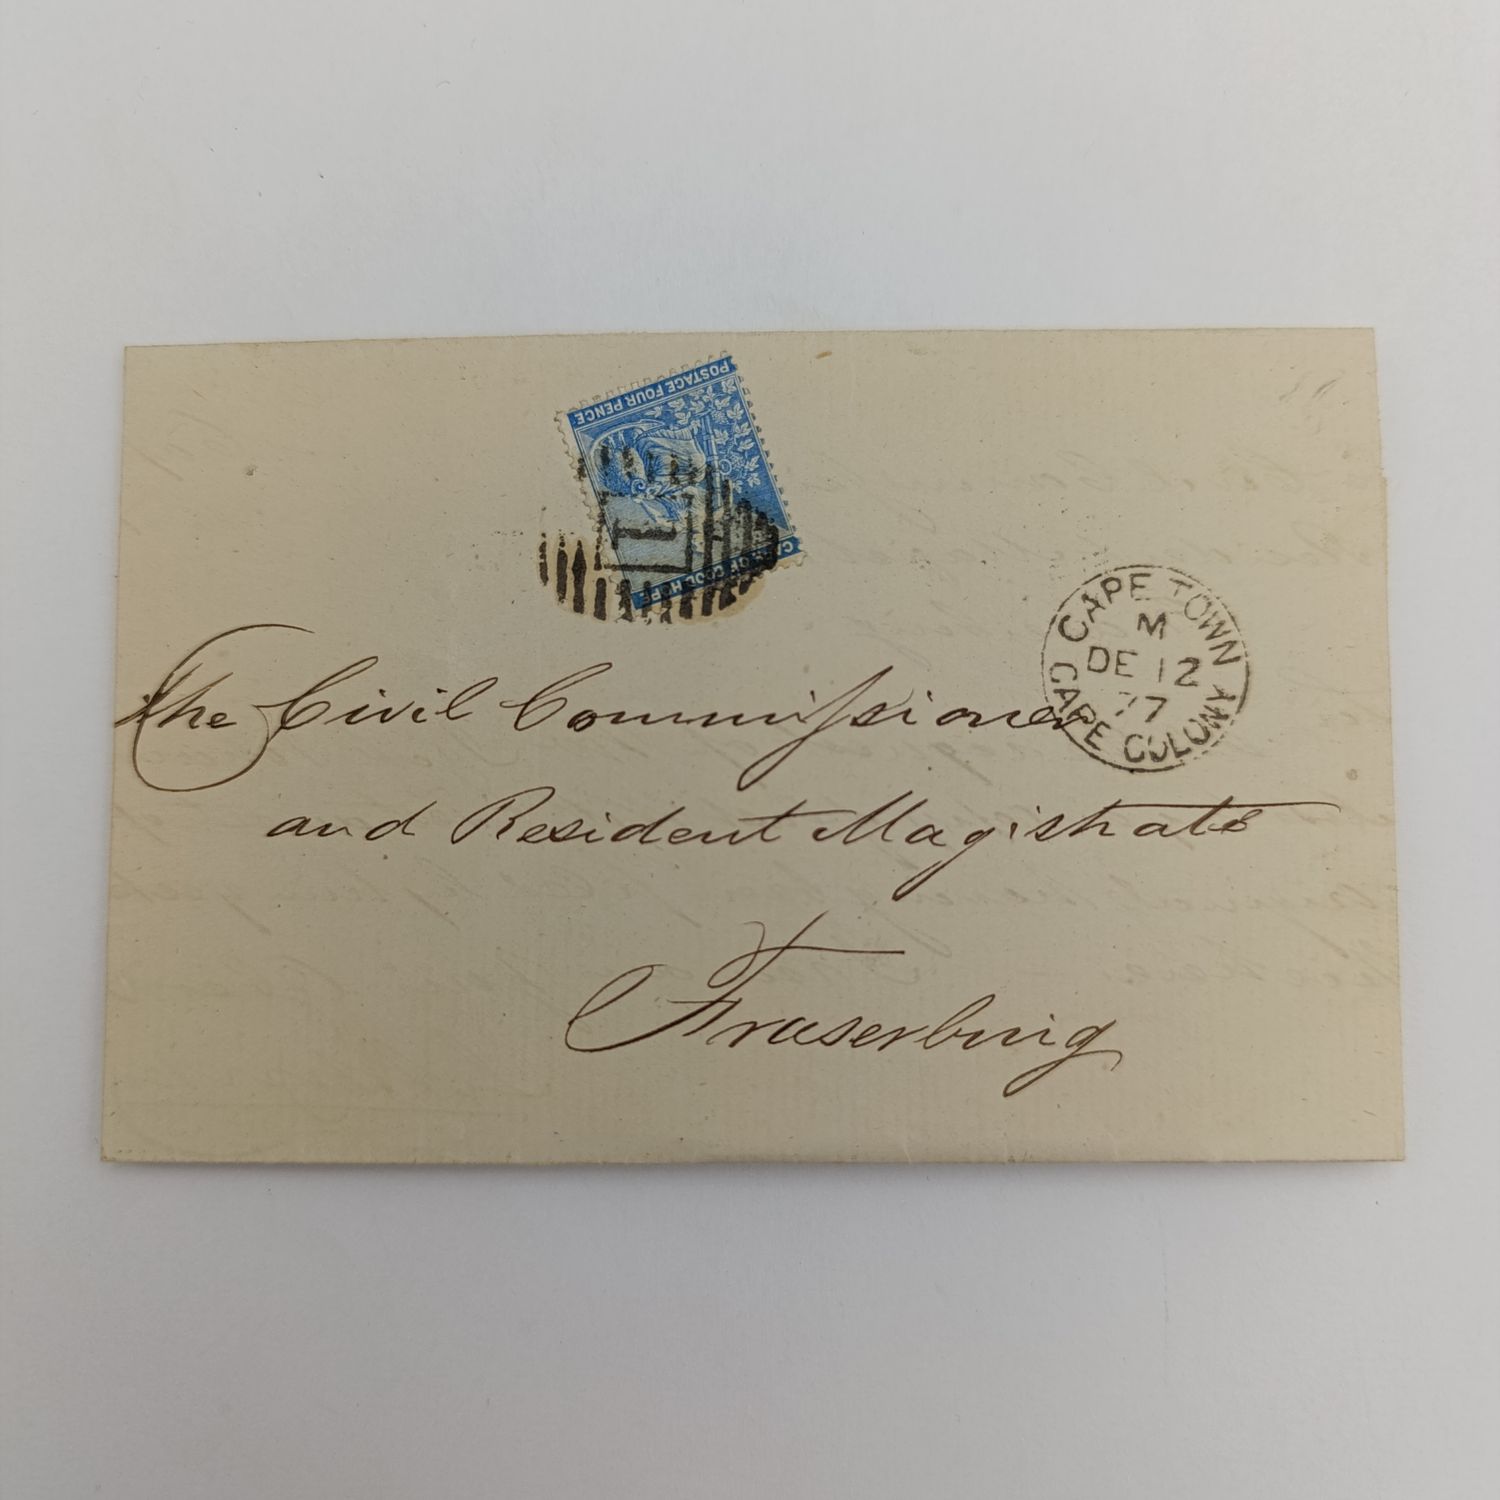 POSTAGE FOUR PENCE
CAPE OF GOOD HOPE
1
CAPE TOWN
M
DE 12
77
CAPE COLONY
The Civil Commissioner
and Resident Magistrate
Fraserburg